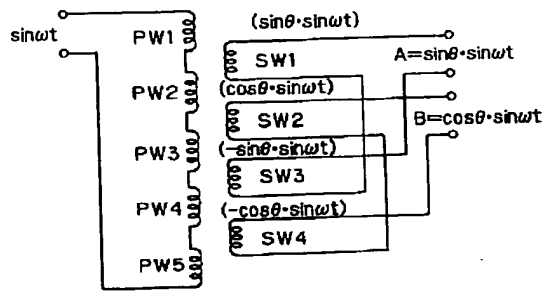 (sinθ·sinωt)
sinωt
PW1
SW1
A=sinθ·sinωt
PW2
(cosθ·sinωt)
SW2
B=cosθ·sinωt
PW3
(-sinθ·sinωt)
SW3
PW4
(-cosθ·sinωt)
SW4
PW5